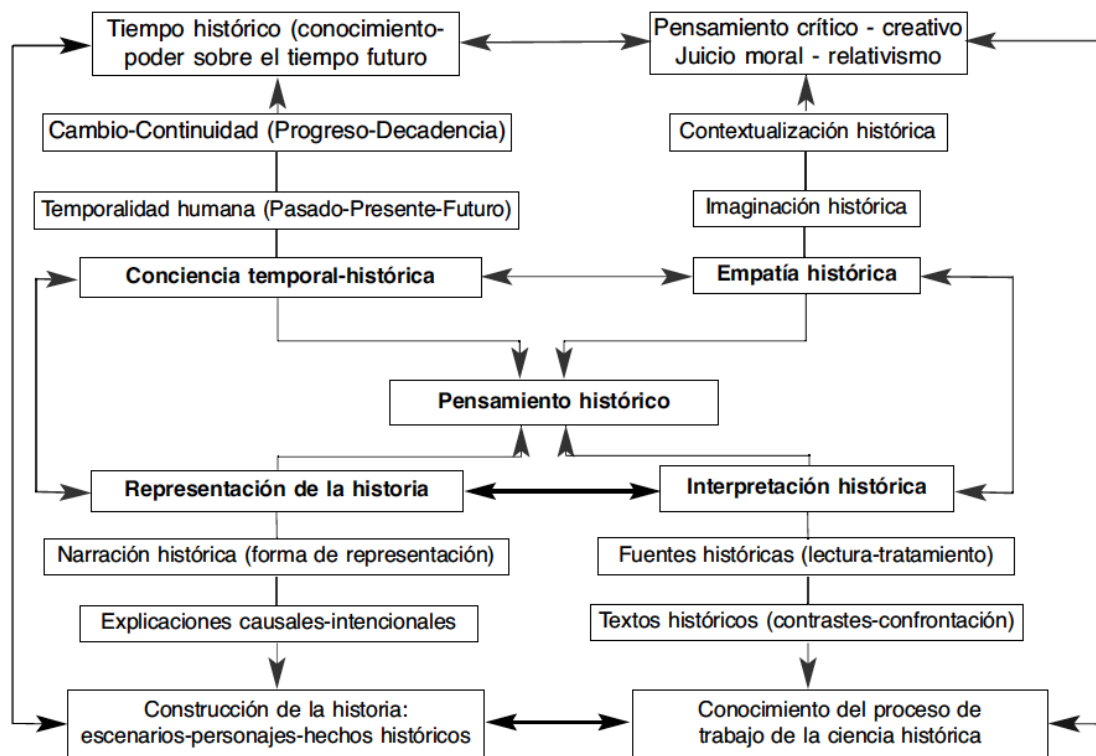 Tiempo histórico (conocimiento-
poder sobre el tiempo futuro
Pensamiento crítico - creativo
Juicio moral - relativismo
Cambio-Continuidad (Progreso-Decadencia)
Contextualización histórica
Temporalidad humana (Pasado-Presente-Futuro)
Imaginación histórica
Conciencia temporal-histórica
Empatía histórica
Pensamiento histórico
Representación de la historia
Interpretación histórica
Narración histórica (forma de representación)
Fuentes históricas (lectura-tratamiento)
Explicaciones causales-intencionales
Textos históricos (contrastes-confrontación)
Construcción de la historia:
escenarios-personajes-hechos históricos
Conocimiento del proceso de
trabajo de la ciencia histórica